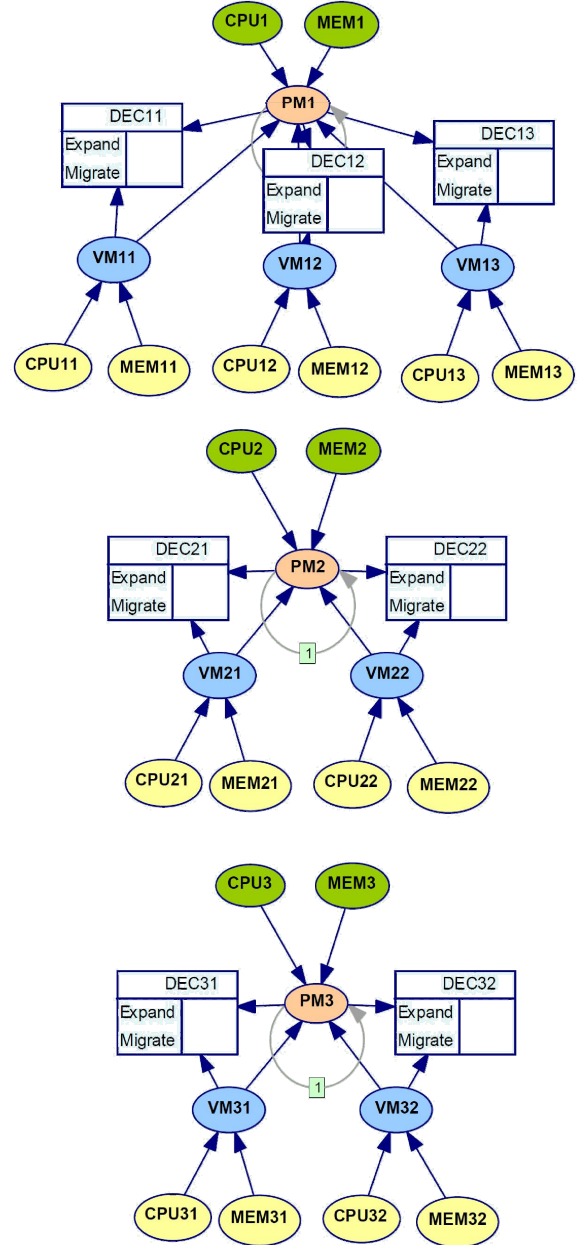 CPU1 MEM1
PM1
DEC11
Expand
Migrate
DEC12
Expand
Migrate
DEC13
Expand
Migrate
VM11 VM12 VM13
CPU11 MEM11 CPU12 MEM12 CPU13 MEM13
CPU2 MEM2
DEC21
Expand
Migrate
PM2
DEC22
Expand
Migrate
1
VM21 VM22
CPU21 MEM21 CPU22 MEM22
CPU3 MEM3
DEC31
Expand
Migrate
PM3
DEC32
Expand
Migrate
1
VM31 VM32
CPU31 MEM31 CPU32 MEM32